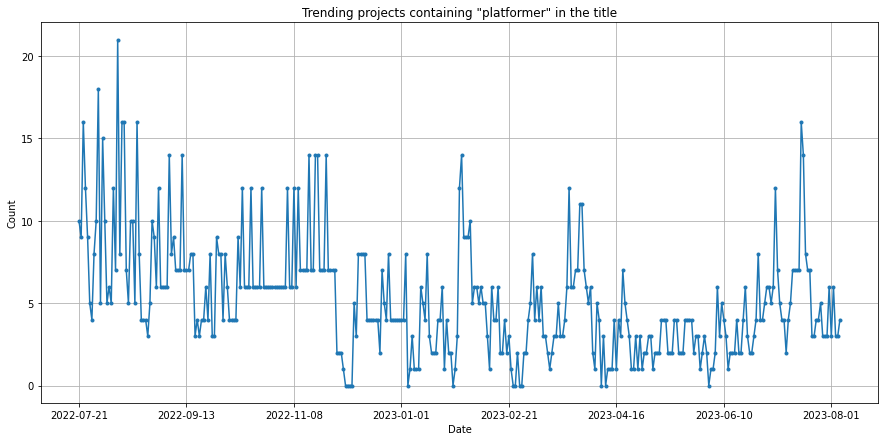 Trending projects containing "platformer" in the title
20
15
10
5
0
Count
2022-07-21 2022-09-13 2022-11-08 2023-01-01 2023-02-21 2023-04-16 2023-06-10 2023-08-01
Date